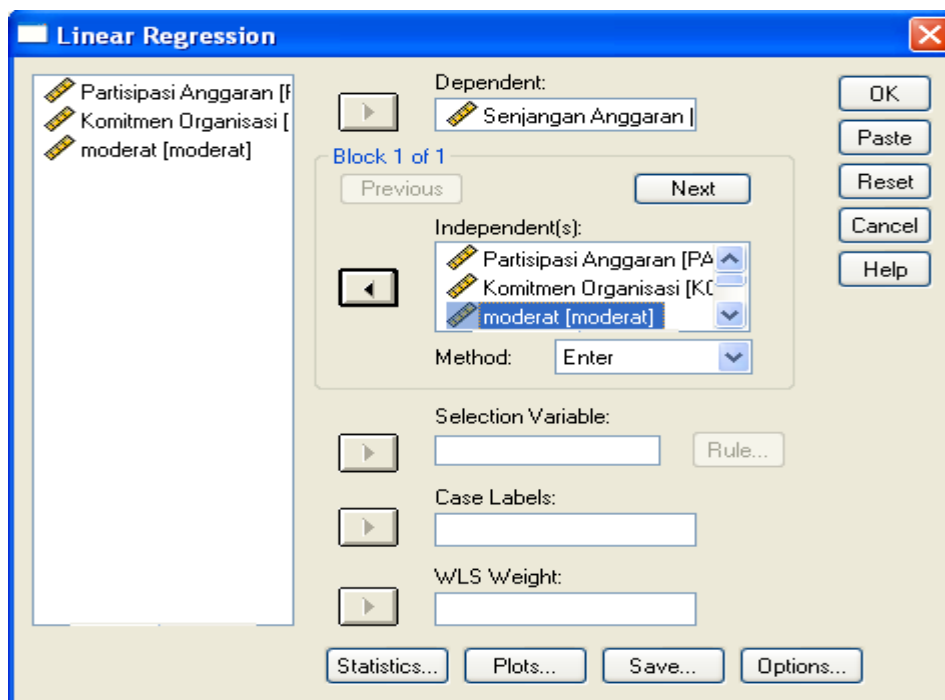 Linear Regression
Partisipasi Anggaran [F
Komitmen Organisasi [
moderat [moderat]
Dependent:
Senjangan Anggaran [
Block 1 of 1
Previous
Next
Independent(s):
Partisipasi Anggaran [PA
Komitmen Organisasi [KO
moderat [moderat]
Method:
Enter
Selection Variable:
Rule...
Case Labels:
WLS Weight:
Statistics...
Plots...
Save...
Options...
OK
Paste
Reset
Cancel
Help